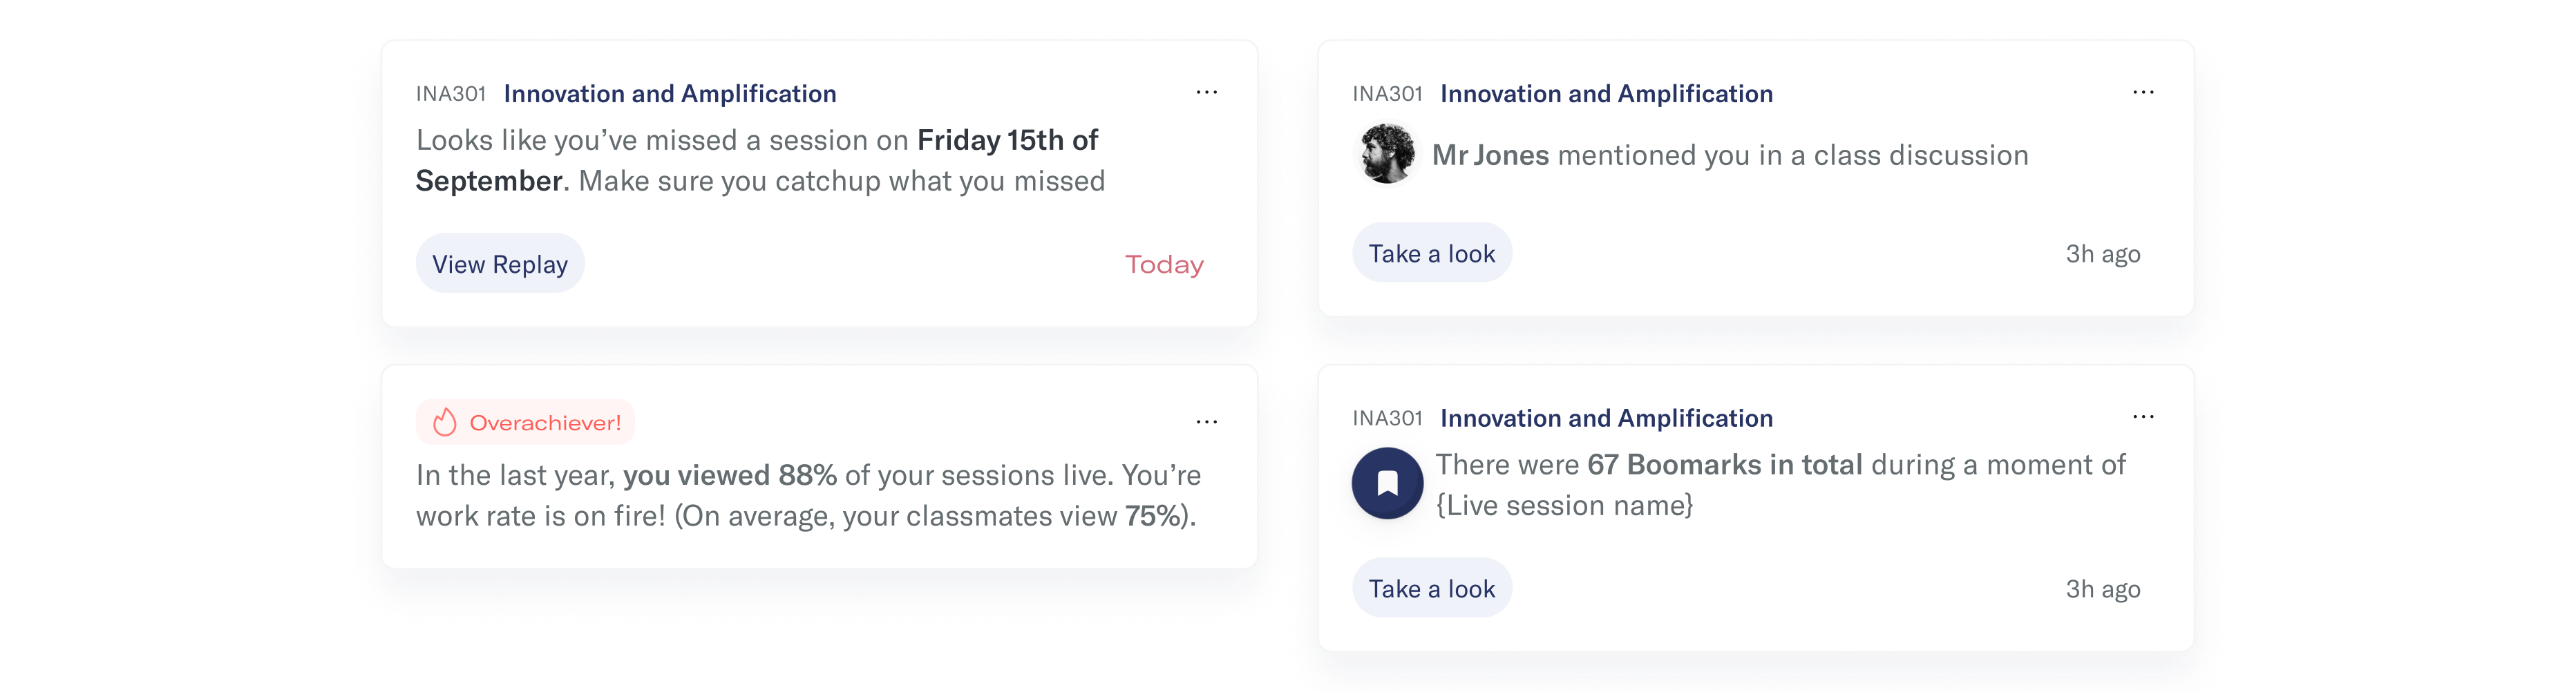 INA301 Innovation and Amplification
Looks like you’ve missed a session on Friday 15th of
September. Make sure you catchup what you missed
View Replay
Today
Overachiever!
In the last year, you viewed 88% of your sessions live. You’re
work rate is on fire! (On average, your classmates view 75%).
INA301 Innovation and Amplification
Mr Jones mentioned you in a class discussion
Take a look
3h ago
INA301 Innovation and Amplification
There were 67 Boomarks in total during a moment of
{Live session name}
Take a look
3h ago